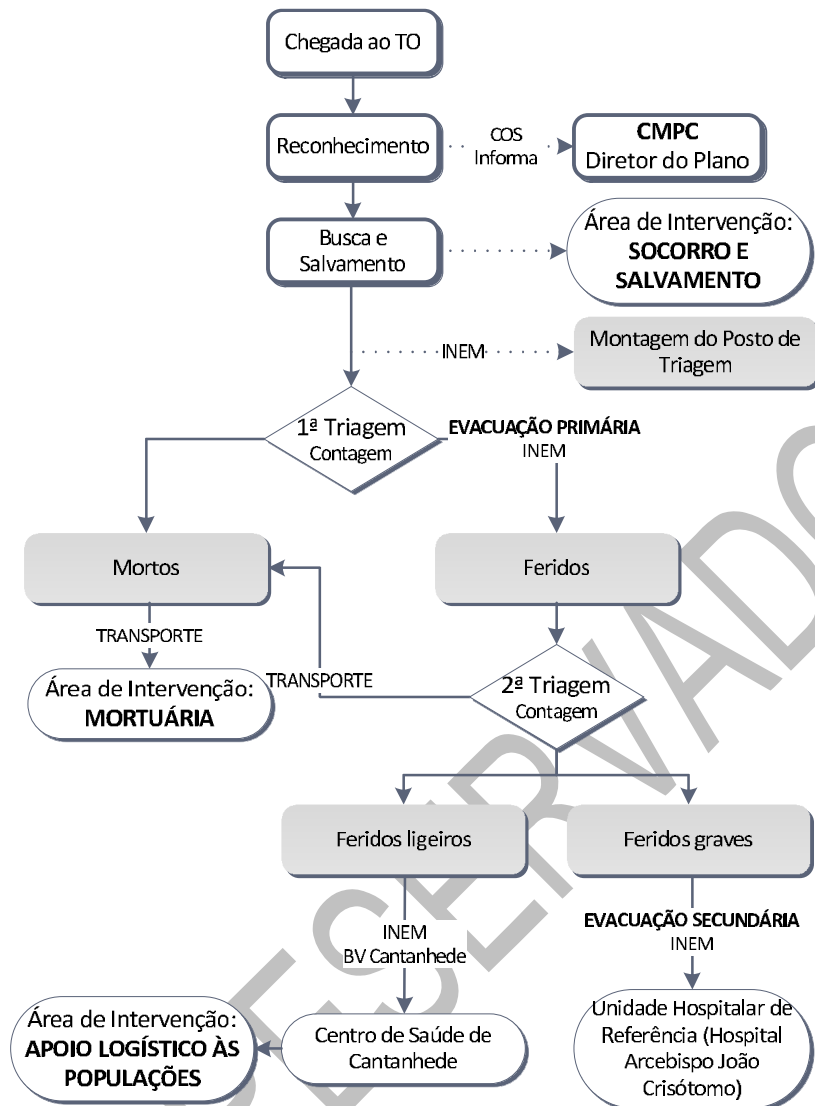 Chegada ao TO
Reconhecimento
COS
Informa
CMPC
Diretor do Plano
Busca e
Salvamento
Área de Intervenção:
SOCORRO E
SALVAMENTO
INEM
Montagem do Posto de
Triagem
1ª Triagem
Contagem
EVACUAÇÃO PRIMÁRIA
INEM
Mortos
Feridos
TRANSPORTE
Área de Intervenção:
MORTUÁRIA
TRANSPORTE
2ª Triagem
Contagem
Feridos ligeiros
Feridos graves
INEM
BV Cantanhede
EVACUAÇÃO SECUNDÁRIA
INEM
Área de Intervenção:
APOIO LOGÍSTICO ÀS
POPULAÇÕES
Centro de Saúde de
Cantanhede
Unidade Hospitalar de
Referência (Hospital
Arcebispo João
Crisótomo)
RESERVADO